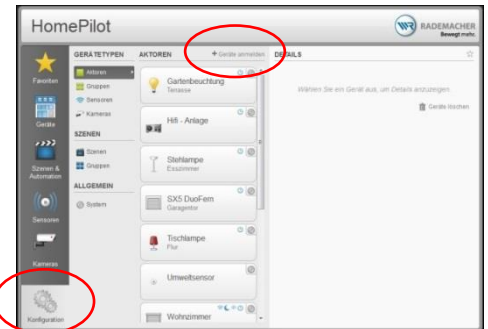 HomePilot
RADEMACHER
Bewegt mehr.
Favoriten
Geräte
Szenen &
Automation
Sensoren
Kameras
Konfiguration
GERÄTETYPEN
Aktoren
Gruppen
Sensoren
Kameras
SZENEN
Szenen
Gruppen
ALLGEMEIN
System
AKTOREN
+ Geräte anmelden
Gartenbeuchtung
Terrasse
Hifi - Anlage
Stehlampe
Esszimmer
SX5 DuoFern
Garagentor
Tischlampe
Flur
Umweltsensor
Wohnzimmer
DETAILS
Wählen Sie ein Gerät aus, um Details anzuzeigen.
Geräte löschen